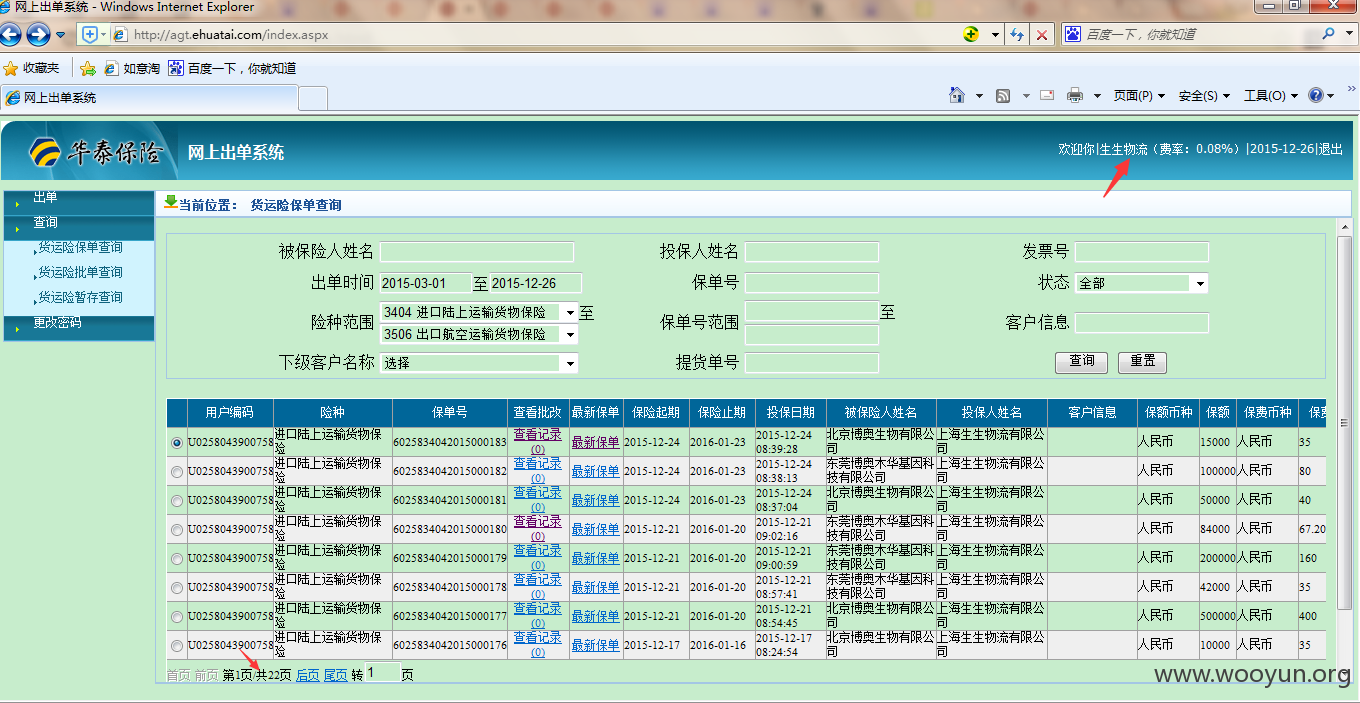 网上出单系统 - Windows Internet Explorer
http://agt.ehuatai.com/index.aspx
百度一下，你就知道
收藏夹 如意淘 百度一下，你就知道
网上出单系统
页面(P) 安全(S) 工具(O)
华泰保险 网上出单系统
欢迎你|生生物流（费率：0.08%）|2015-12-26|退出
出单
查询
货运险保单查询
货运险批单查询
货运险暂存查询
更改密码
当前位置： 货运险保单查询
被保险人姓名 投保人姓名 发票号
出单时间 2015-03-01 至 2015-12-26 保单号 状态 全部
险种范围 3404 进口陆上运输货物保险 至 3506 出口航空运输货物保险 保单号范围 至 客户信息
下级客户名称 选择 提货单号 查询 重置
用户编码 险种 保单号 查看批改 最新保单 保险起期 保险止期 投保日期 被保险人姓名 投保人姓名 客户信息 保额币种 保额 保费币种 保费
U0258043900758 进口陆上运输货物保险 6025834042015000183 查看记录(0) 最新保单 2015-12-24 2016-01-23 2015-12-24 08:39:28 北京博奥生物有限公司 上海生生物流有限公司 人民币 15000 人民币 35
U0258043900758 进口陆上运输货物保险 6025834042015000182 查看记录(0) 最新保单 2015-12-24 2016-01-23 2015-12-24 08:38:13 东莞博奥木华基因科技有限公司 上海生生物流有限公司 人民币 100000 人民币 80
U0258043900758 进口陆上运输货物保险 6025834042015000181 查看记录(0) 最新保单 2015-12-24 2016-01-23 2015-12-24 08:37:04 北京博奥生物有限公司 上海生生物流有限公司 人民币 50000 人民币 40
U0258043900758 进口陆上运输货物保险 6025834042015000180 查看记录(0) 最新保单 2015-12-21 2016-01-20 2015-12-21 09:02:16 东莞博奥木华基因科技有限公司 上海生生物流有限公司 人民币 84000 人民币 67.20
U0258043900758 进口陆上运输货物保险 6025834042015000179 查看记录(0) 最新保单 2015-12-21 2016-01-20 2015-12-21 09:00:59 东莞博奥木华基因科技有限公司 上海生生物流有限公司 人民币 200000 人民币 160
U0258043900758 进口陆上运输货物保险 6025834042015000178 查看记录(0) 最新保单 2015-12-21 2016-01-20 2015-12-21 08:57:41 东莞博奥木华基因科技有限公司 上海生生物流有限公司 人民币 42000 人民币 35
U0258043900758 进口陆上运输货物保险 6025834042015000177 查看记录(0) 最新保单 2015-12-21 2016-01-20 2015-12-21 08:54:45 北京博奥生物有限公司 上海生生物流有限公司 人民币 500000 人民币 400
U0258043900758 进口陆上运输货物保险 6025834042015000176 查看记录(0) 最新保单 2015-12-17 2016-01-16 2015-12-17 08:24:54 北京博奥生物有限公司 上海生生物流有限公司 人民币 10000 人民币 35
首页 前页 第1页/共22页 后页 尾页 转 1 页
www.wooyun.org